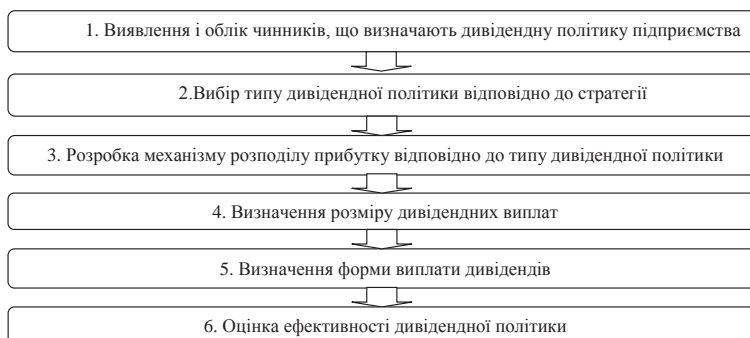 1. Виявлення і облік чинників, що визначають дивідендну політику підприємства
2.Вибір типу дивідендної політики відповідно до стратегії
3. Розробка механізму розподілу прибутку відповідно до типу дивідендної політики
4. Визначення розміру дивідендних виплат
5. Визначення форми виплати дивідендів
6. Оцінка ефективності дивідендної політики